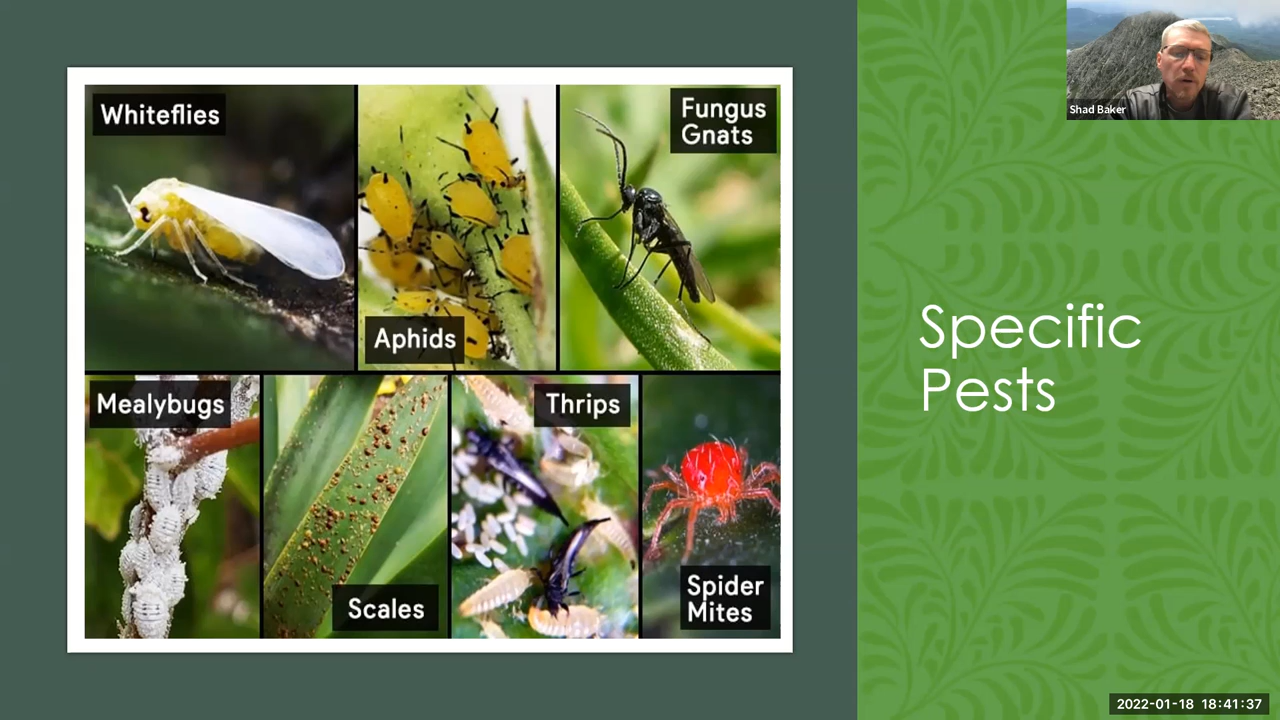 Whiteflies
Aphids
Fungus
Gnats
Mealybugs
Scales
Thrips
Spider
Mites
Specific
Pests
Shad Baker
2022-01-18 18:41:37